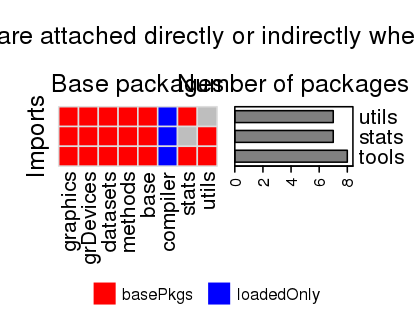 are attached directly or indirectly whe
Base packages
Number of packages
Imports
utils
stats
tools
graphics
grDevices
datasets
methods
base
compiler
stats
utils
0
2
4
6
8
basePkgs
loadedOnly